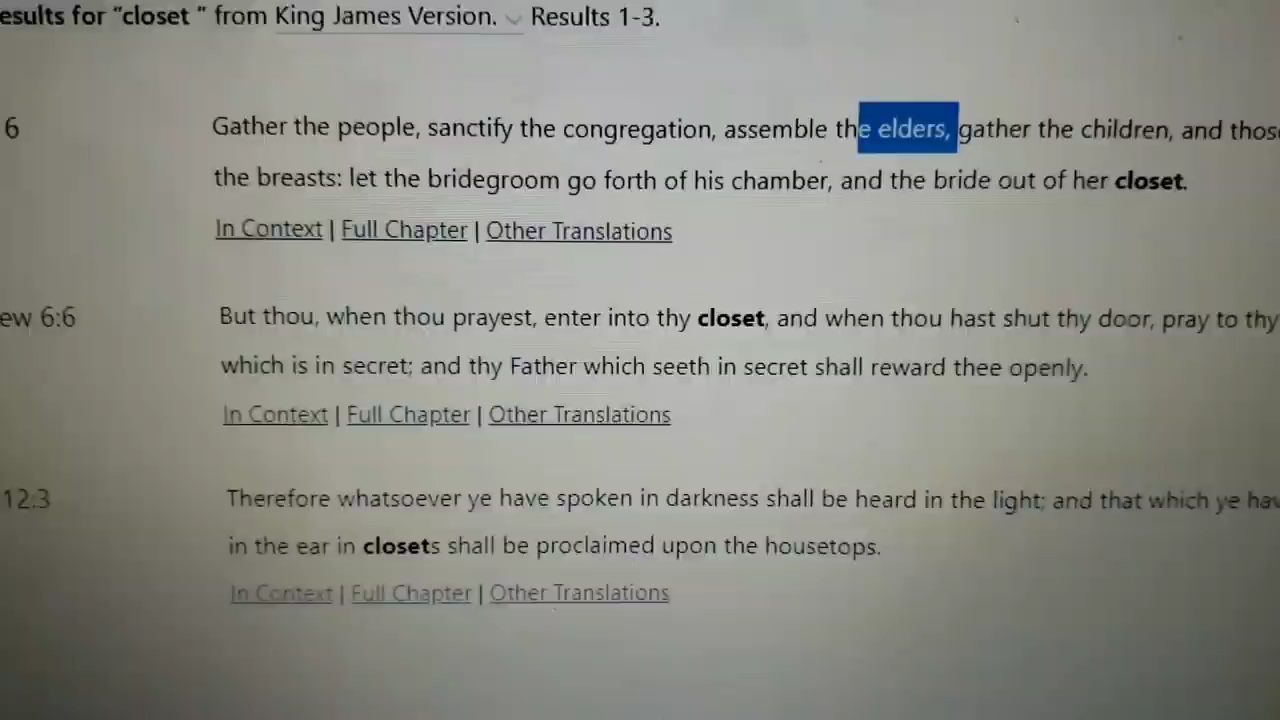 esults for "closet " from King James Version. Results 1-3.
6 Gather the people, sanctify the congregation, assemble the elders, gather the children, and those
the breasts: let the bridegroom go forth of his chamber, and the bride out of her closet.
In Context | Full Chapter | Other Translations
ew 6:6 But thou, when thou prayest, enter into thy closet, and when thou hast shut thy door, pray to thy
which is in secret; and thy Father which seeth in secret shall reward thee openly.
In Context | Full Chapter | Other Translations
12:3 Therefore whatsoever ye have spoken in darkness shall be heard in the light; and that which ye hav
in the ear in closets shall be proclaimed upon the housetops.
In Context | Full Chapter | Other Translations